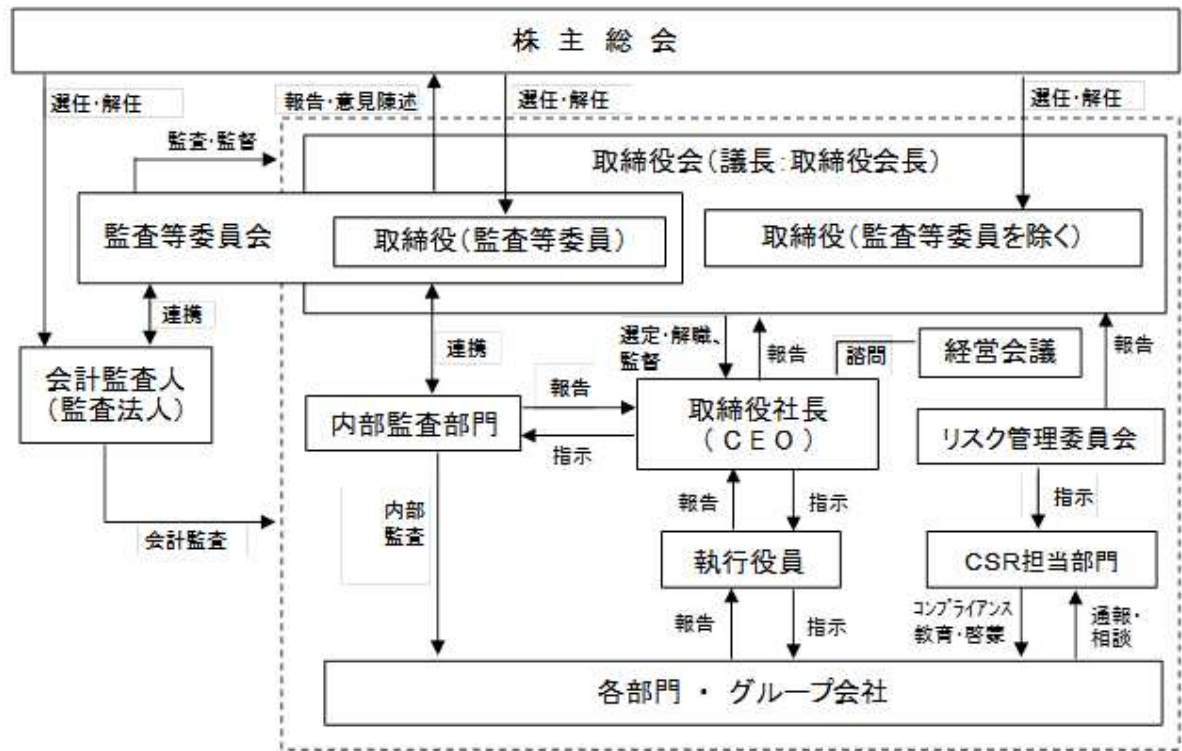 株 主 総 会
選任・解任
報告・意見陳述
選任・解任
選任・解任
監査・監督
取締役会(議長:取締役会長)
監査等委員会
取締役(監査等委員)
取締役(監査等委員を除く)
連携
連携
選定・解職、
監督
報告
諮問
経営会議
報告
会計監査人
(監査法人)
内部監査部門
報告
指示
取締役社長
(CEO)
リスク管理委員会
内部
監査
報告
指示
指示
会計監査
執行役員
CSR担当部門
報告
指示
コンプライアンス
教育・啓蒙
通報・
相談
各部門 ・ グループ会社